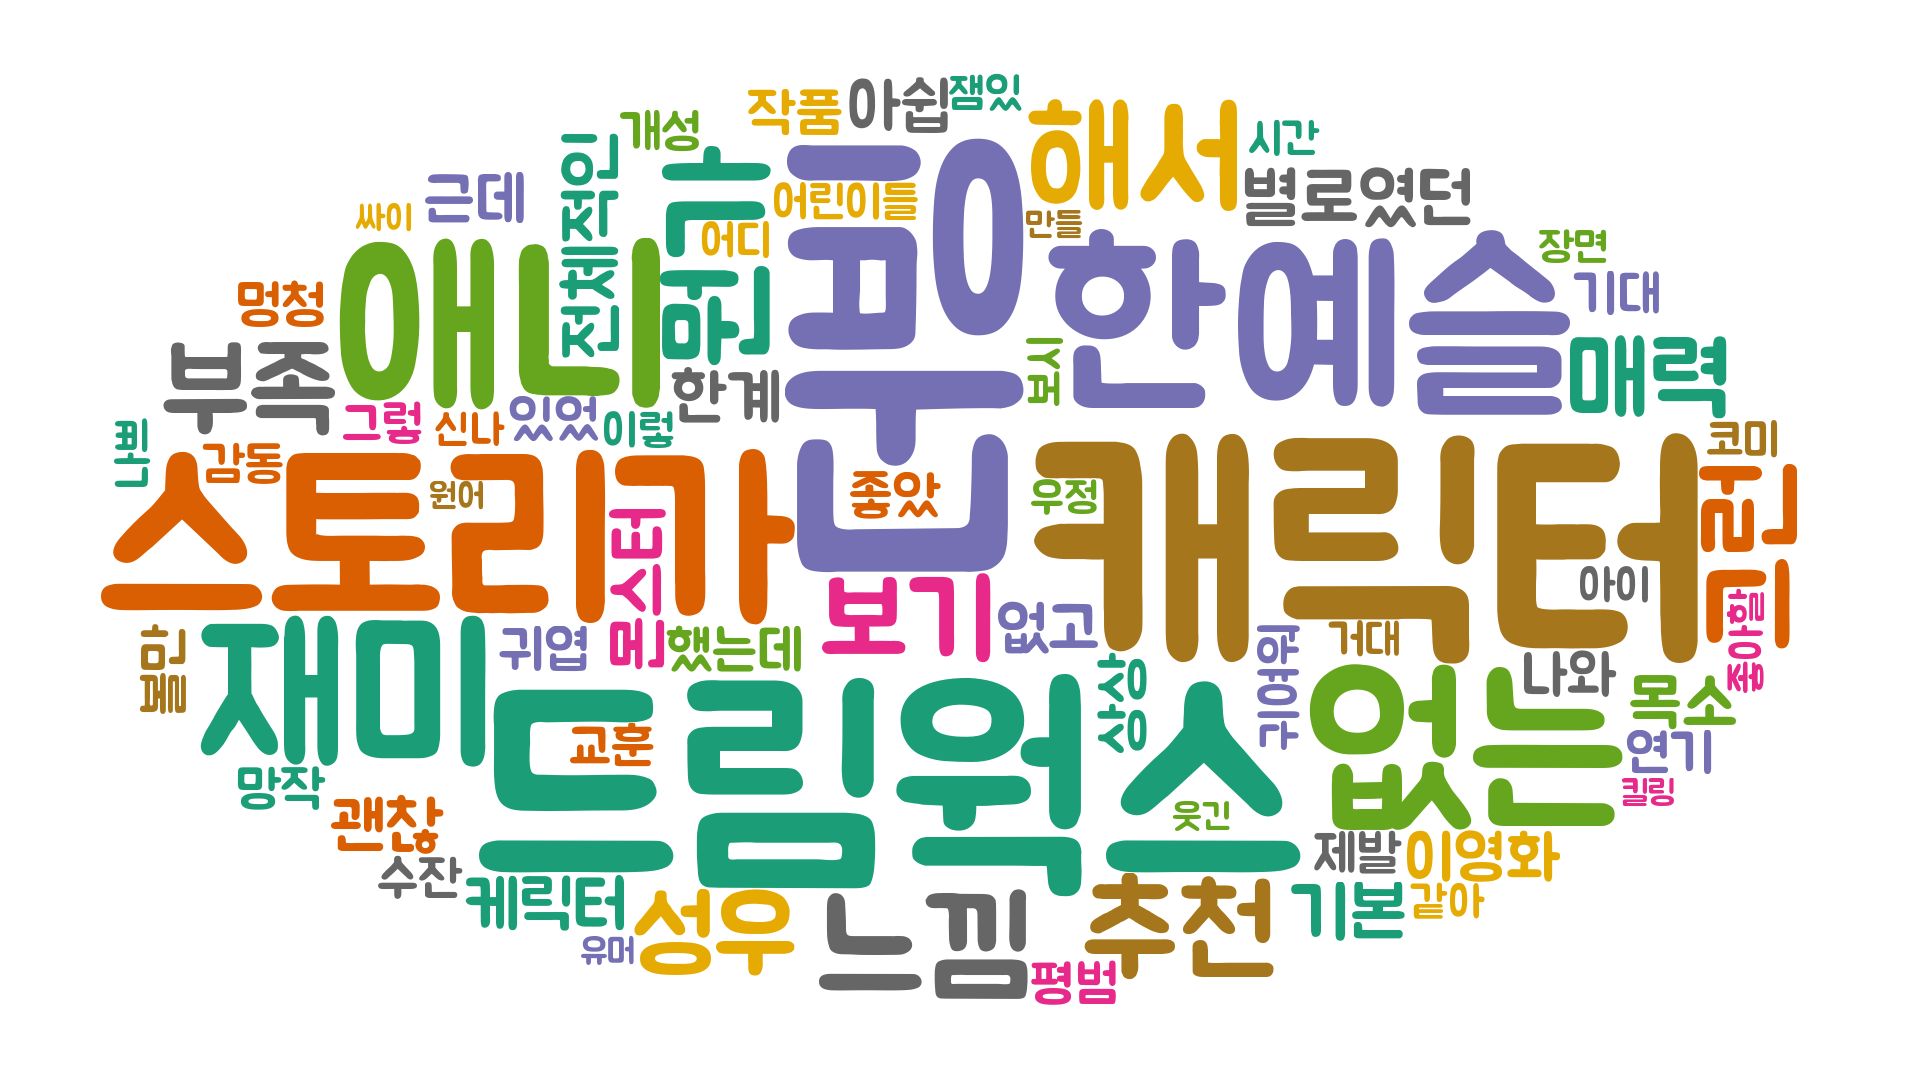 작품 아쉽 잼있
개성 해서 시간
근데 어린이들 별로였던
싸이 어디 만들 장면
멍청 애니 한예슬 기대
부족 한계 매력
그렇 신나 있었 이렇 코미
감동 스토리가 좋았 우정 캐릭터
원어 아이
재미 귀엽 했는데 보기 없고 거대
나와 목소
드림웍스 없는 연기
망작 교훈 웃긴 킬링
괜찮 제발 이영화
수잔 케릭터 성우 느낌 추천 기본 같아
유머 평범
전체적인